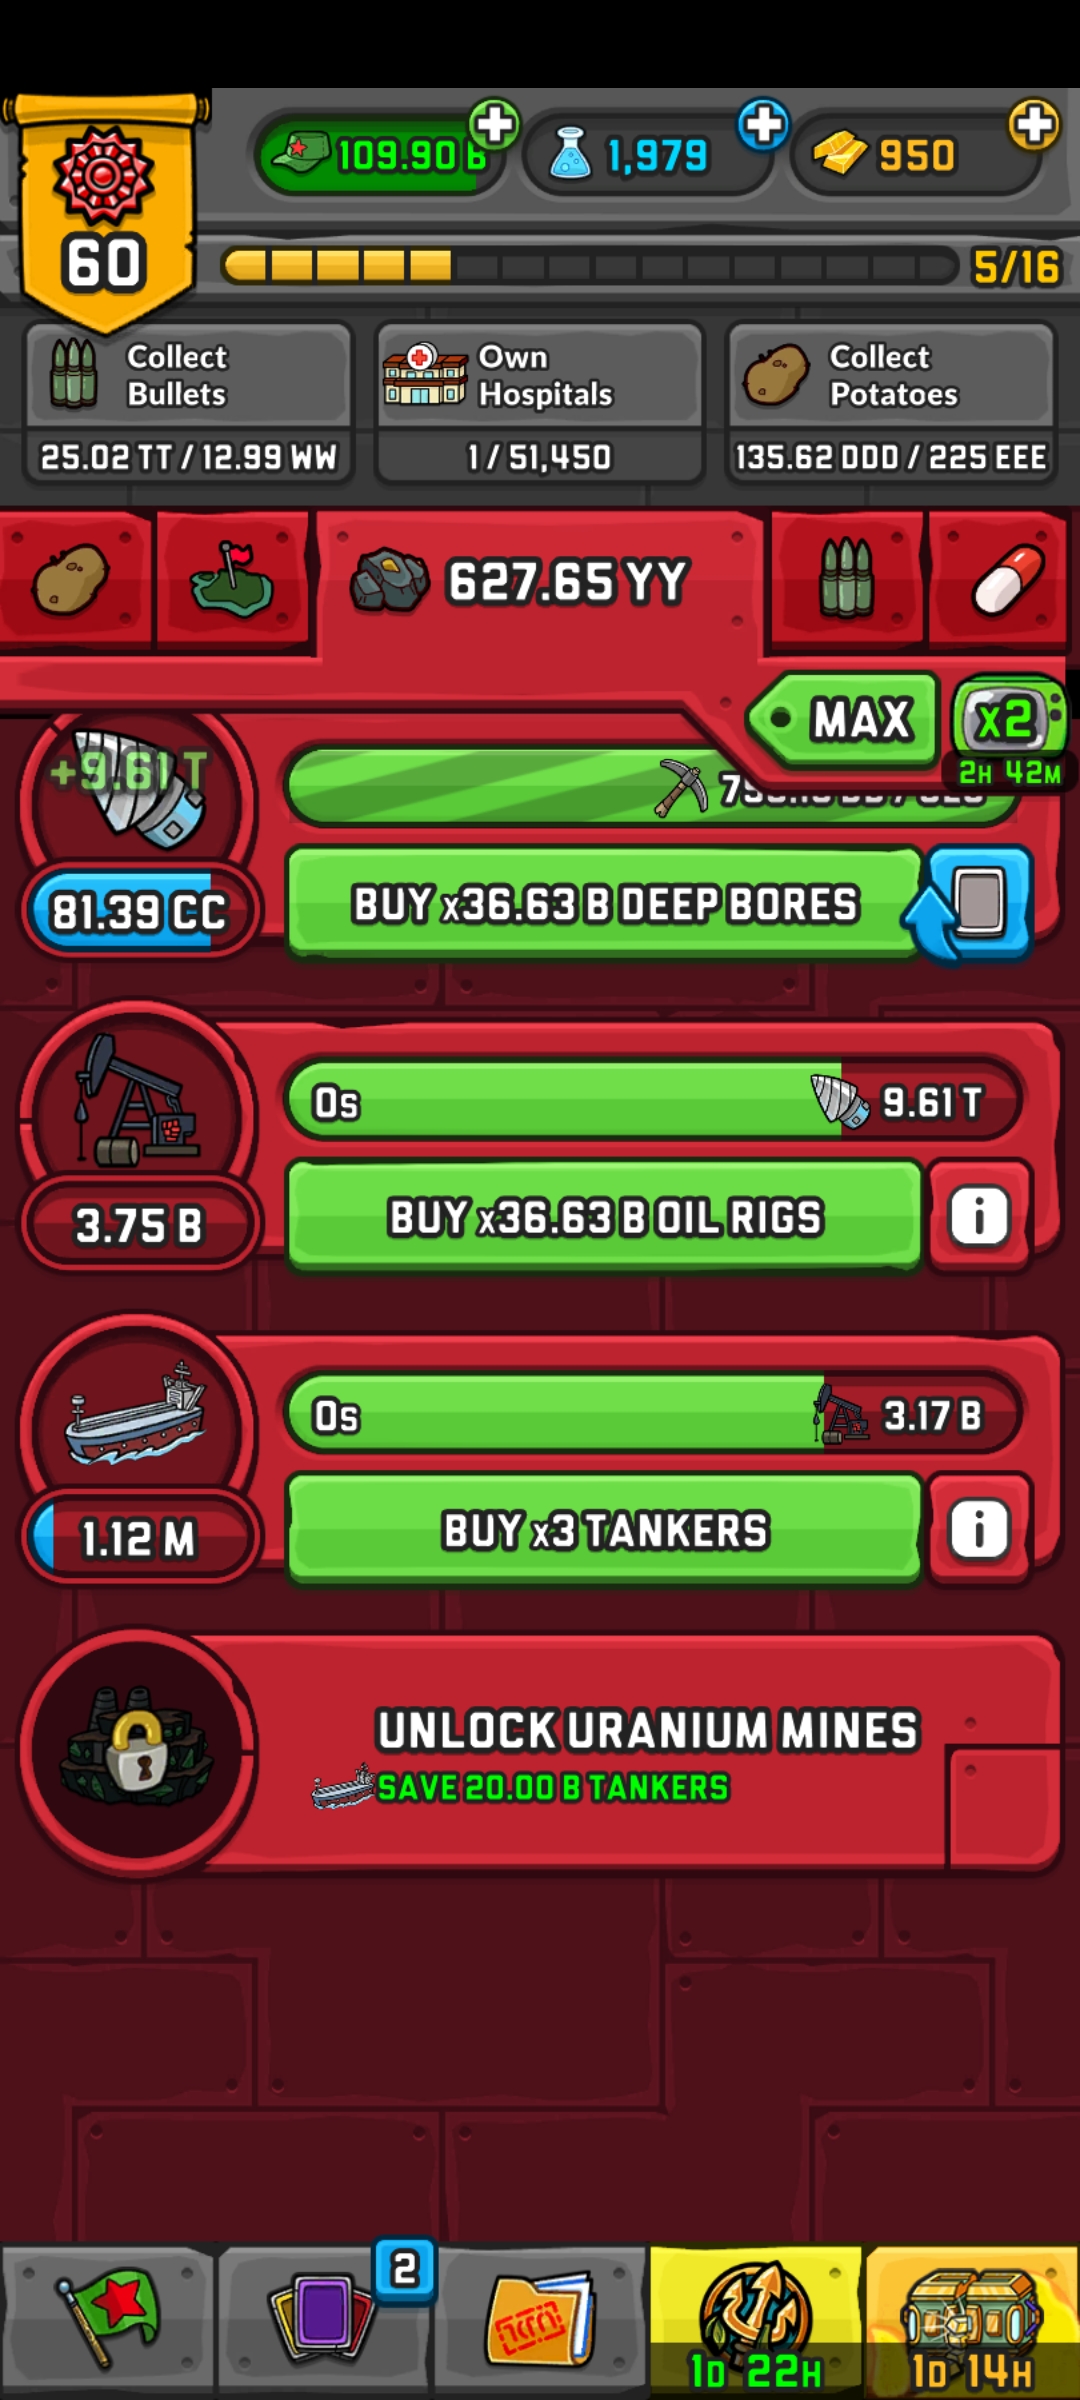 109.90 B
1,979
950
60
5/16
Collect
Bullets
25.02 TT / 12.99 WW
Own
Hospitals
1 / 51,450
Collect
Potatoes
135.62 DDD / 225 EEE
627.65 YY
MAX
x2
2H 42M
+9.61 T
81.39 CC
BUY x36.63 B DEEP BORES
0s
9.61 T
3.75 B
BUY x36.63 B OIL RIGS
i
0s
3.17 B
1.12 M
BUY x3 TANKERS
i
UNLOCK URANIUM MINES
SAVE 20.00 B TANKERS
2
1D 22H
1D 14H